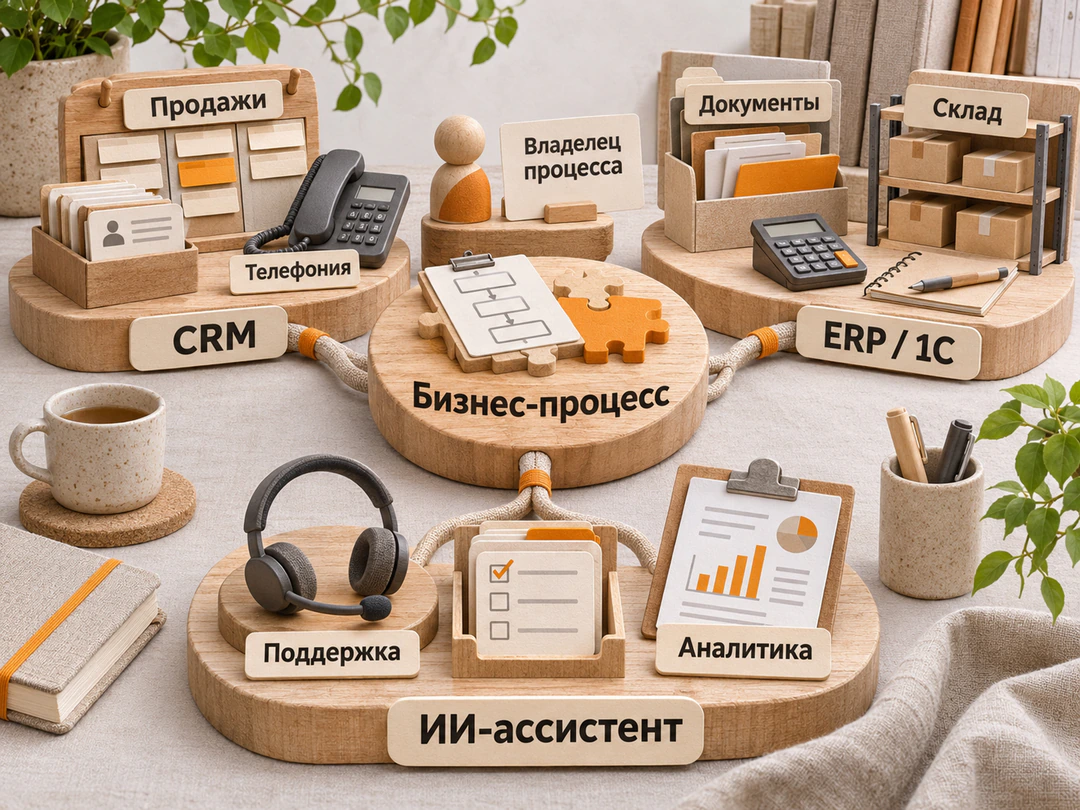 Продажи
Телефония
CRM
Владелец
процесса
Документы
Склад
ERP / 1С
Бизнес-процесс
Поддержка
Аналитика
ИИ-ассистент